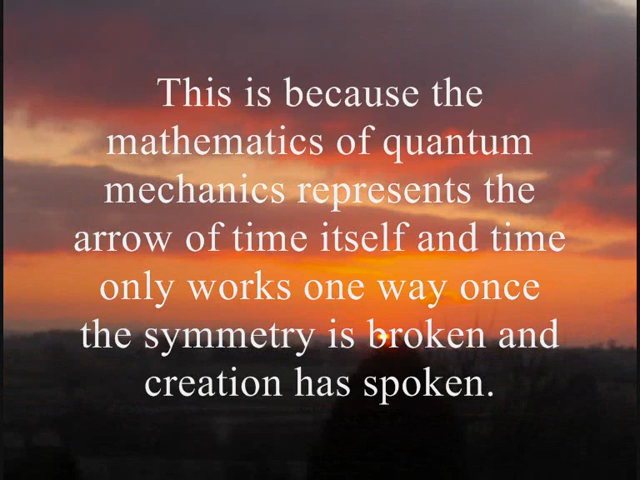 This is because the
mathematics of quantum
mechanics represents the
arrow of time itself and time
only works one way once
the symmetry is broken and
creation has spoken.